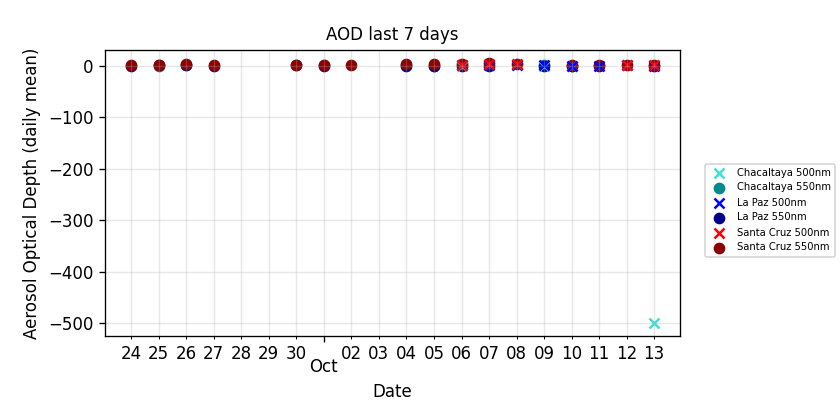 AOD last 7 days
Aerosol Optical Depth (daily mean)
0
−100
−200
−300
−400
−500
24 25 26 27 28 29 30 02 03 04 05 06 07 08 09 10 11 12 13
Oct
Date
Chacaltaya 500nm
Chacaltaya 550nm
La Paz 500nm
La Paz 550nm
Santa Cruz 500nm
Santa Cruz 550nm